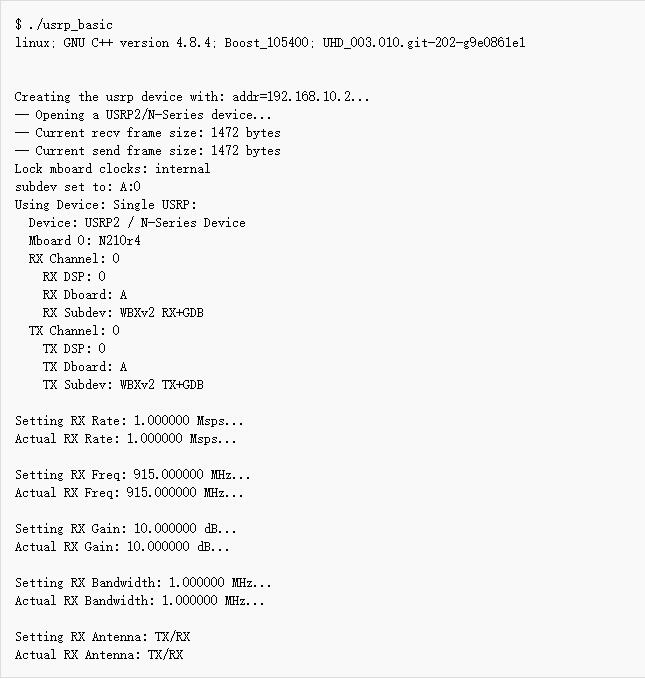 $ ./usrp_basic
linux; GNU C++ version 4.8.4; Boost_105400; UHD_003.010.git-202-g9e0861e1
Creating the usrp device with: addr=192.168.10.2...
-- Opening a USRP2/N-Series device...
-- Current recv frame size: 1472 bytes
-- Current send frame size: 1472 bytes
Lock mboard clocks: internal
subdev set to: A:0
Using Device: Single USRP:
  Device: USRP2 / N-Series Device
  Mboard 0: N210r4
  RX Channel: 0
    RX DSP: 0
    RX Dboard: A
    RX Subdev: WBXv2 RX+GDB
  TX Channel: 0
    TX DSP: 0
    TX Dboard: A
    TX Subdev: WBXv2 TX+GDB
Setting RX Rate: 1.000000 Msps...
Actual RX Rate: 1.000000 Msps...
Setting RX Freq: 915.000000 MHz...
Actual RX Freq: 915.000000 MHz...
Setting RX Gain: 10.000000 dB...
Actual RX Gain: 10.000000 dB...
Setting RX Bandwidth: 1.000000 MHz...
Actual RX Bandwidth: 1.000000 MHz...
Setting RX Antenna: TX/RX
Actual RX Antenna: TX/RX